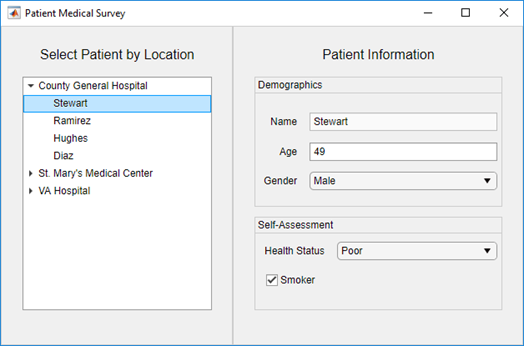 Patient Medical Survey
Select Patient by Location
County General Hospital
Stewart
Ramirez
Hughes
Diaz
St. Mary's Medical Center
VA Hospital
Patient Information
Demographics
Name Stewart
Age 49
Gender Male
Self-Assessment
Health Status Poor
Smoker